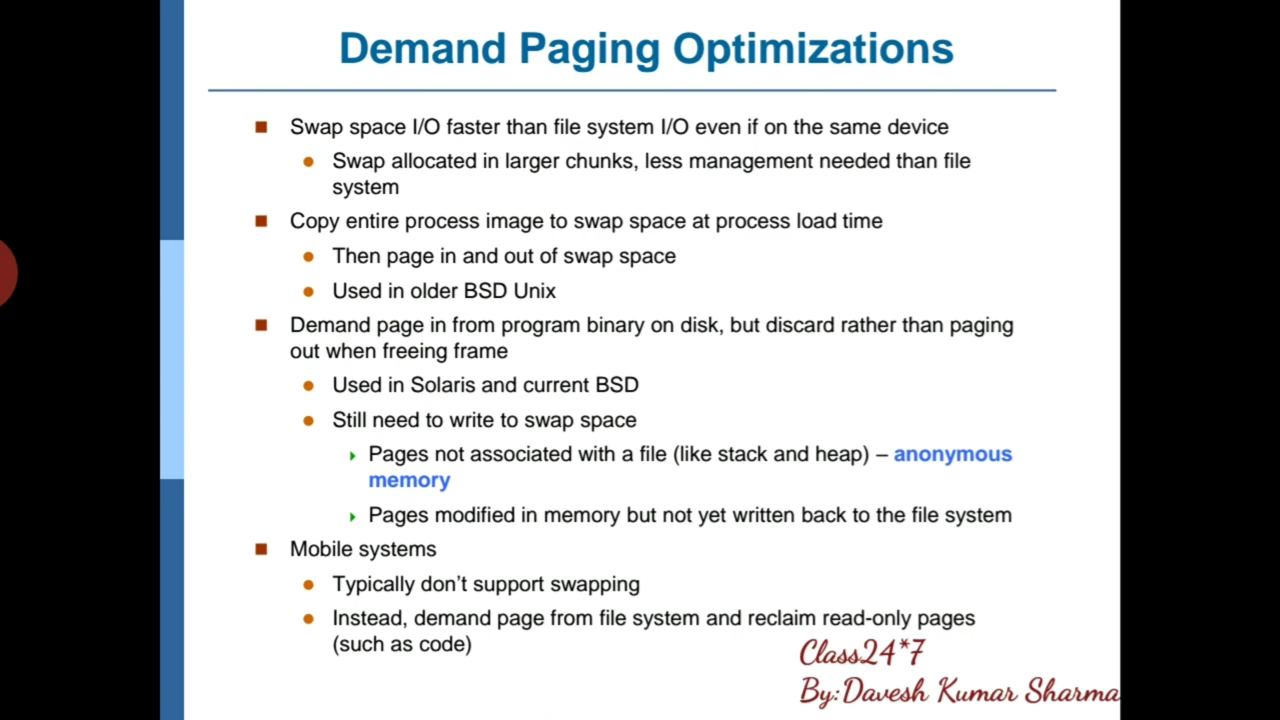 Demand Paging Optimizations
Swap space I/O faster than file system I/O even if on the same device
Swap allocated in larger chunks, less management needed than file
system
Copy entire process image to swap space at process load time
Then page in and out of swap space
Used in older BSD Unix
Demand page in from program binary on disk, but discard rather than paging
out when freeing frame
Used in Solaris and current BSD
Still need to write to swap space
Pages not associated with a file (like stack and heap) – anonymous
memory
Pages modified in memory but not yet written back to the file system
Mobile systems
Typically don’t support swapping
Instead, demand page from file system and reclaim read-only pages
(such as code)
Class24*7
By:Davesh Kumar Sharma